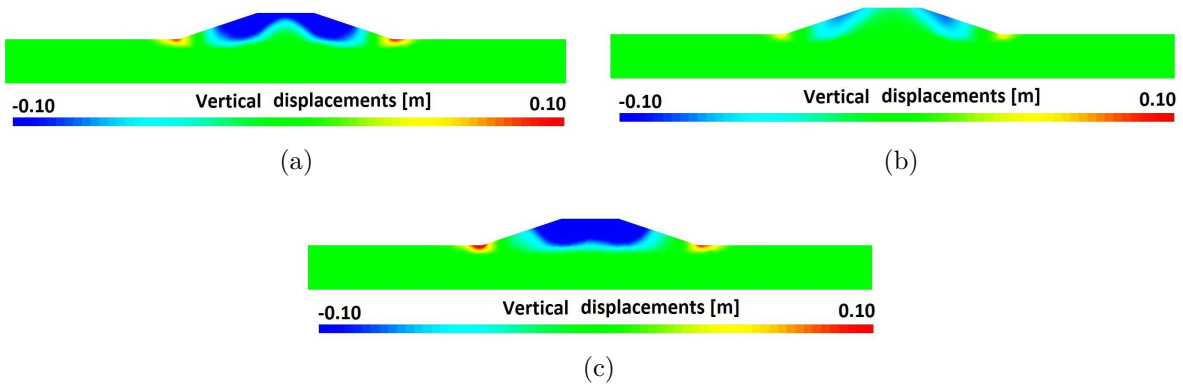 Vertical displacements [m]
-0.10 0.10
(a)
Vertical displacements [m]
-0.10 0.10
(b)
Vertical displacements [m]
-0.10 0.10
(c)